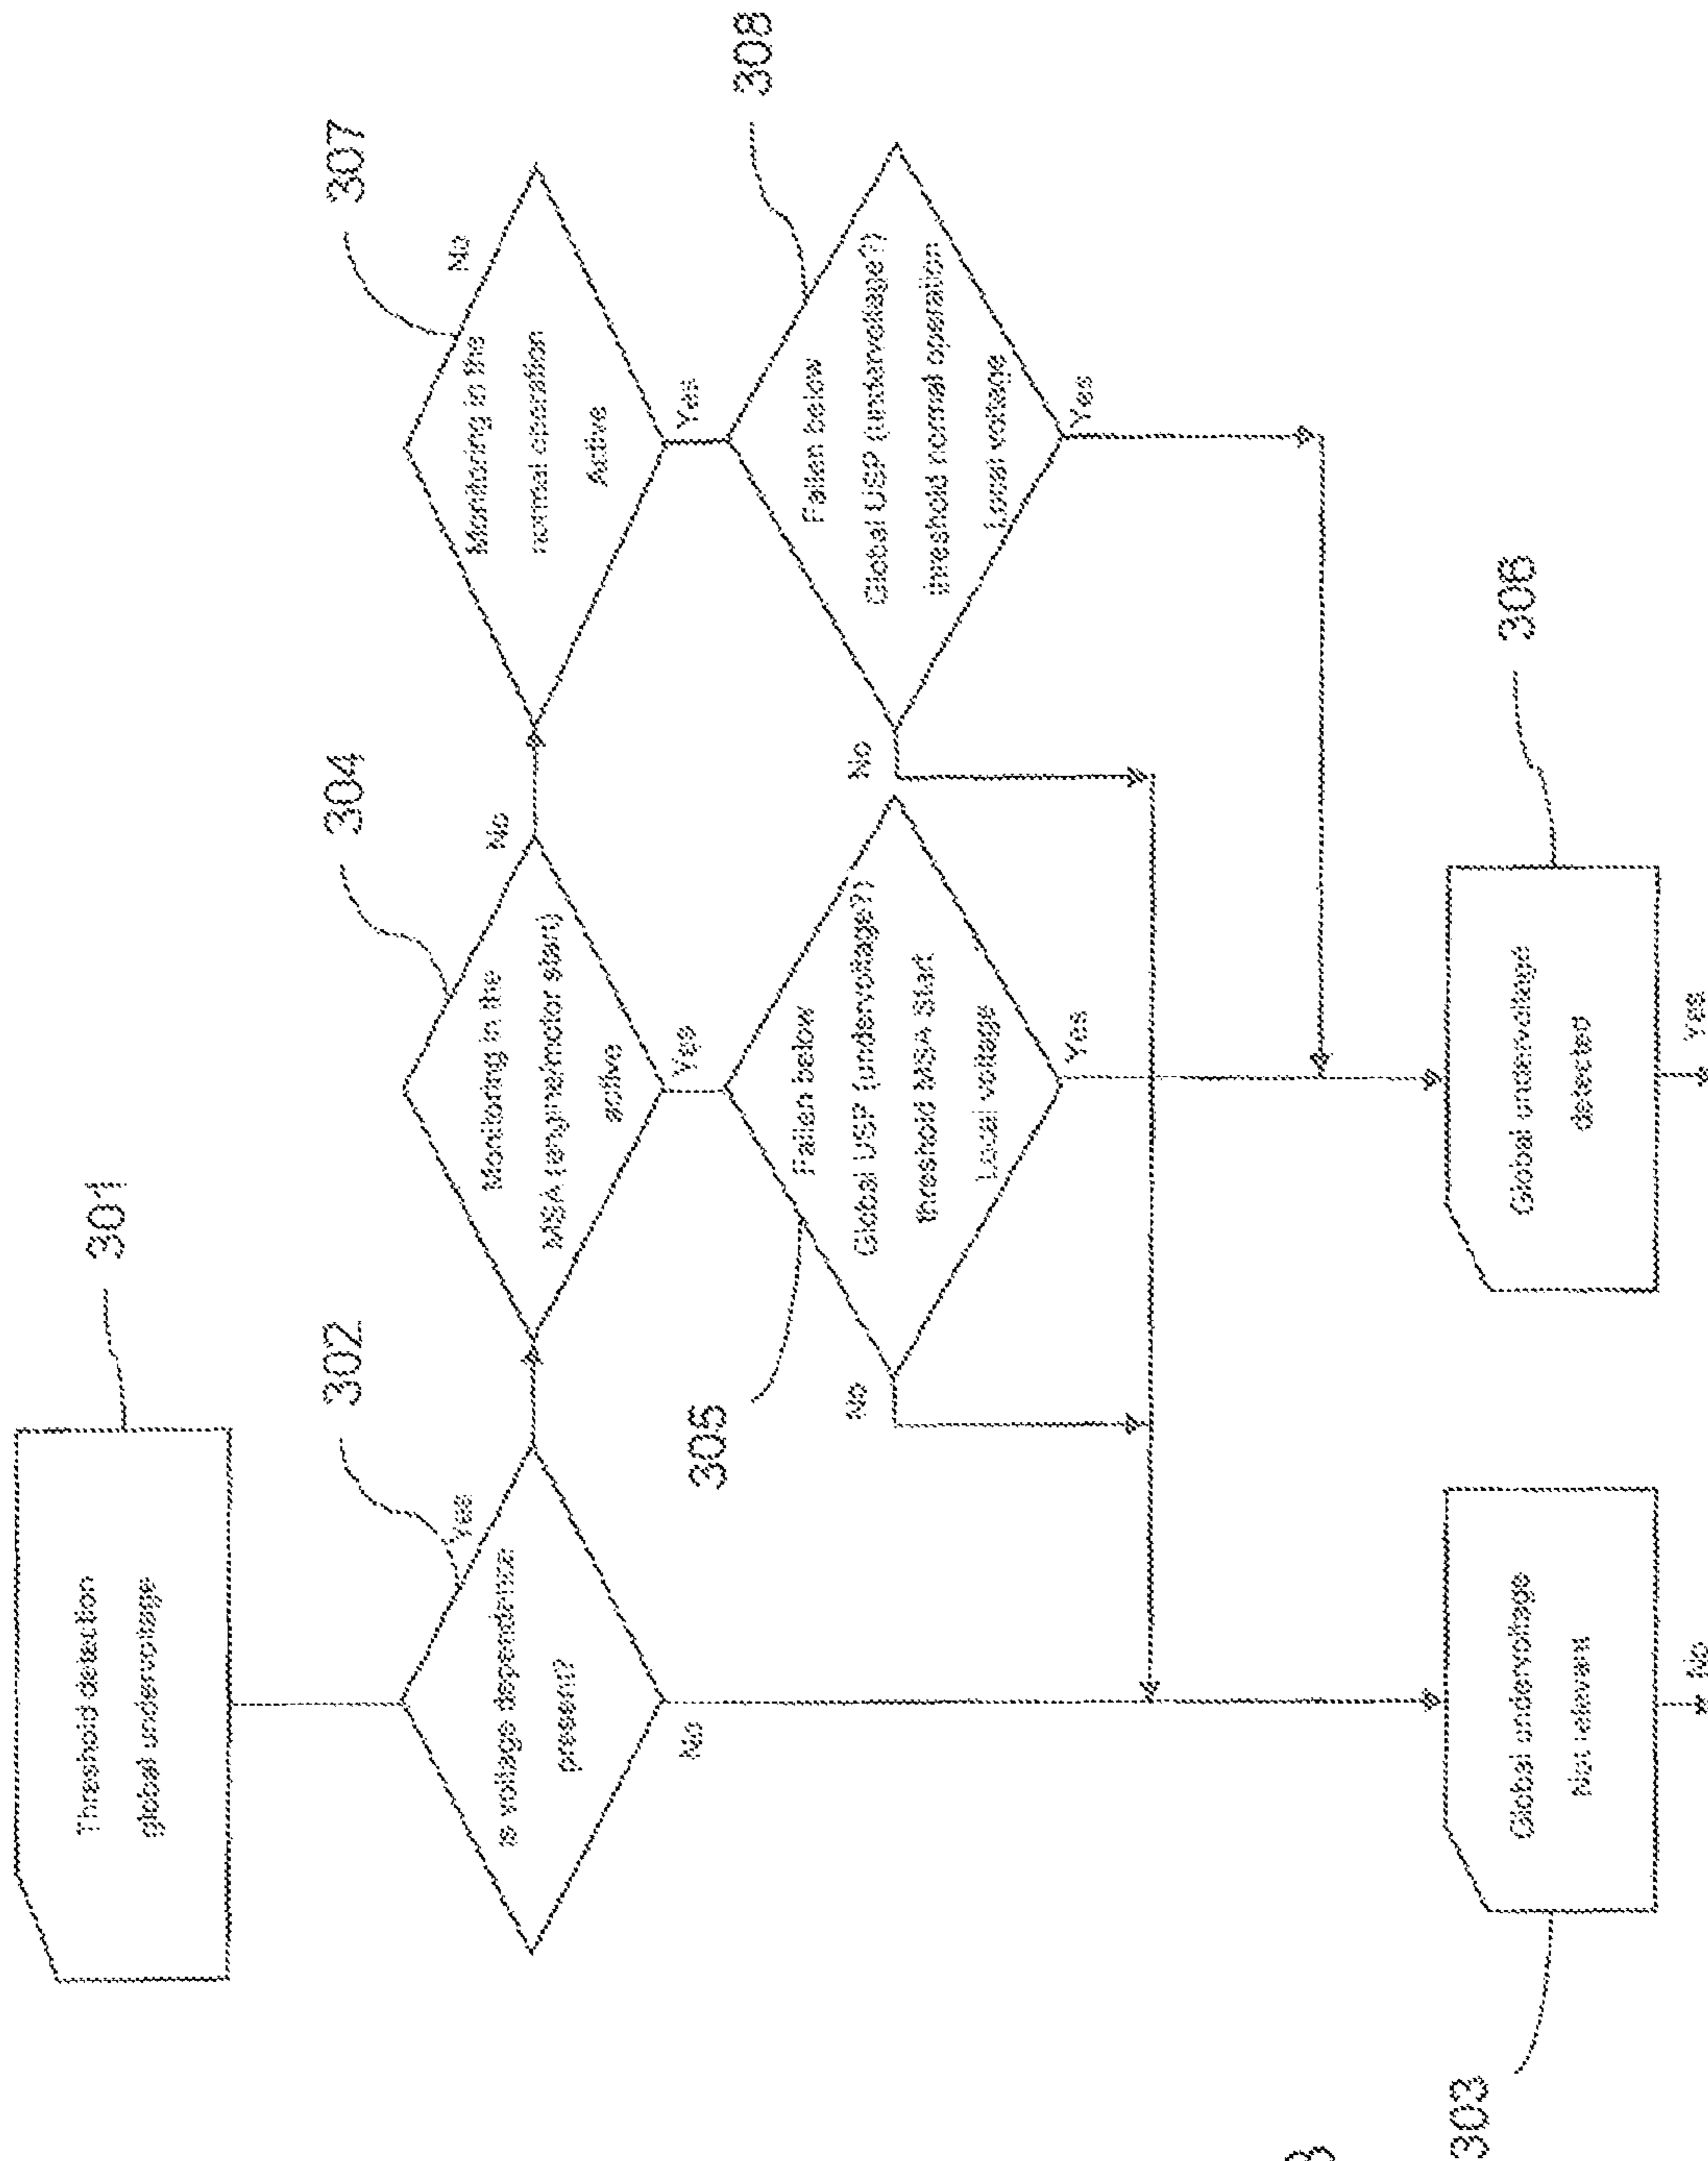 301
Threshold detection
global undervoltage
302
Yes
Is voltage dependence
present?
No
304
No
Monitoring in the
MSA (engine/motor start)
active
Yes
307
No
Monitoring in the
normal operation
Active
Yes
305
Fallen below
Global USP (undervoltage?)
threshold MSA Start
Local voltage
No
Yes
308
Fallen below
Global USP (undervoltage?)
threshold normal operation
Local voltage
No
Yes
303
Global undervoltage
Not relevant
No
306
Global undervoltage
detected
Yes
3